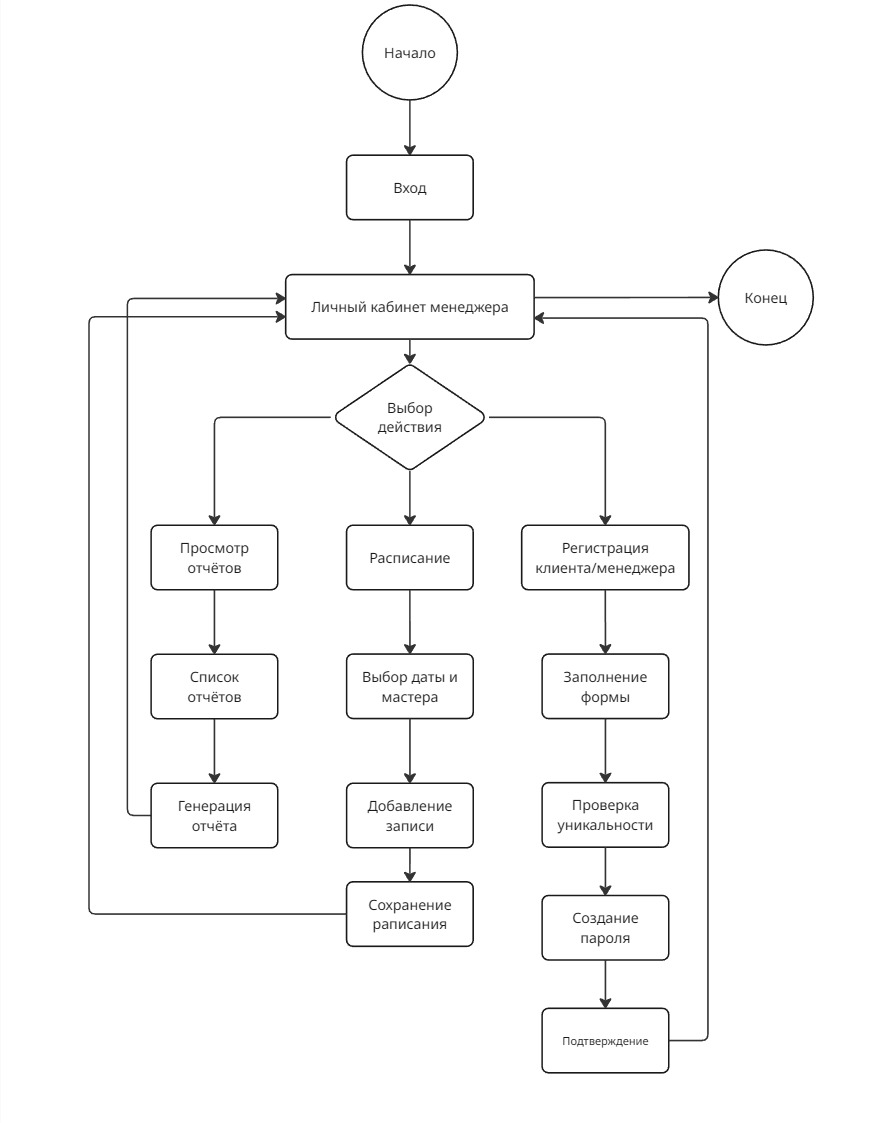 Начало
Вход
Личный кабинет менеджера
Конец
Выбор
действия
Просмотр
отчётов
Расписание
Регистрация
клиента/менеджера
Список
отчётов
Выбор даты и
мастера
Заполнение
формы
Генерация
отчёта
Добавление
записи
Проверка
уникальности
Сохранение
раписания
Создание
пароля
Подтверждение